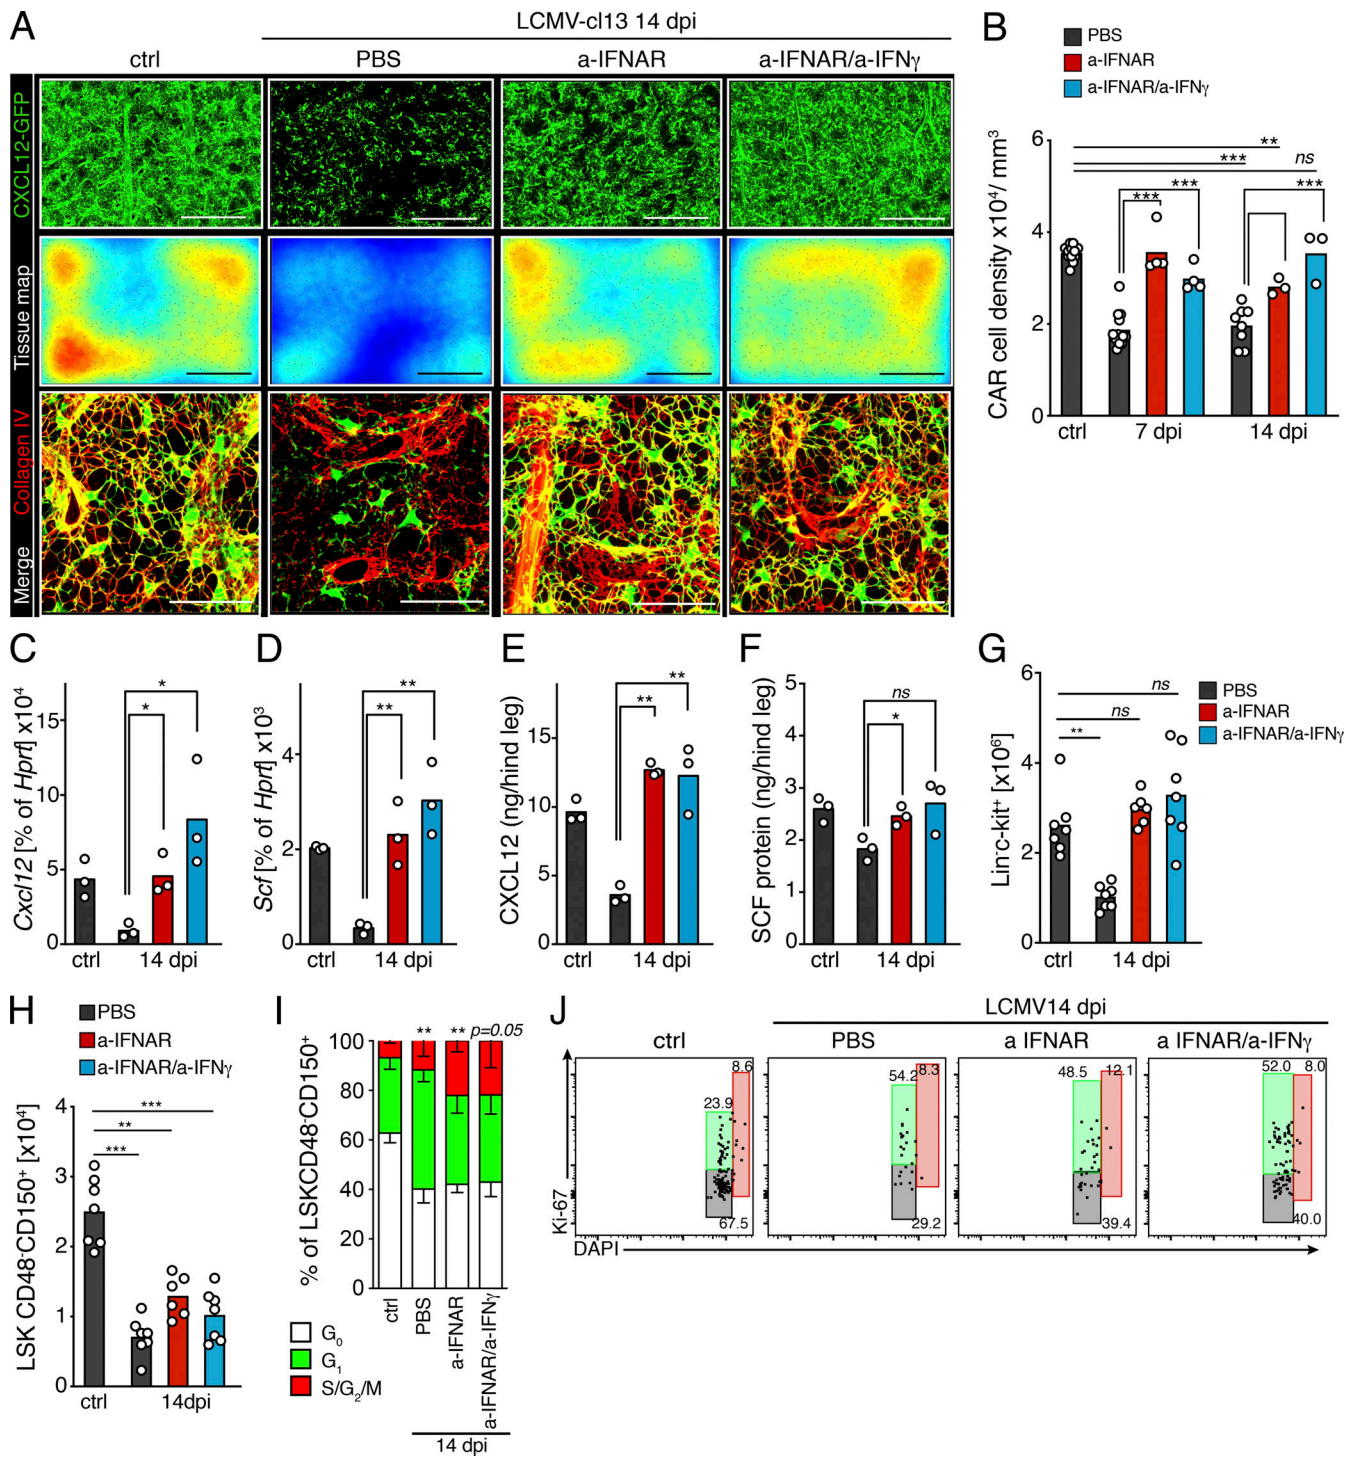 A
LCMV-cl13 14 dpi
ctrl
PBS
a-IFNAR
a-IFNAR/a-IFNγ
CXCL12-GFP
Tissue map
Merge Collagen IV
B
PBS
a-IFNAR
a-IFNAR/a-IFNγ
CAR cell density x10⁴/ mm³
6
4
2
0
**
***
ns
***
***
***
ctrl
7 dpi
14 dpi
C
Cxcl12 [% of Hprt] x10⁴
15
10
5
0
*
*
ctrl
14 dpi
D
Scf [% of Hprt] x10³
4
2
0
**
**
ctrl
14 dpi
E
CXCL12 (ng/hind leg)
15
10
5
0
**
**
ctrl
14 dpi
F
SCF protein (ng/hind leg)
5
4
3
2
1
0
ns
*
ctrl
14 dpi
G
Lin⁻c-kit⁺ [x10⁶]
6
4
2
0
ns
ns
**
ctrl
14 dpi
PBS
a-IFNAR
a-IFNAR/a-IFNγ
H
PBS
a-IFNAR
a-IFNAR/a-IFNγ
LSK CD48⁻CD150⁺ [x10⁴]
4
3
2
1
0
***
**
***
ctrl
14dpi
I
% of LSKCD48⁻CD150⁺
100
80
60
40
20
0
**
**
p=0.05
ctrl
PBS
a-IFNAR
a-IFNAR/a-IFNγ
14 dpi
G₀
G₁
S/G₂/M
J
LCMV14 dpi
ctrl
PBS
a IFNAR
a IFNAR/a-IFNγ
Ki-67
DAPI
23.9
8.6
67.5
54.2
8.3
29.2
48.5
12.1
39.4
52.0
8.0
40.0